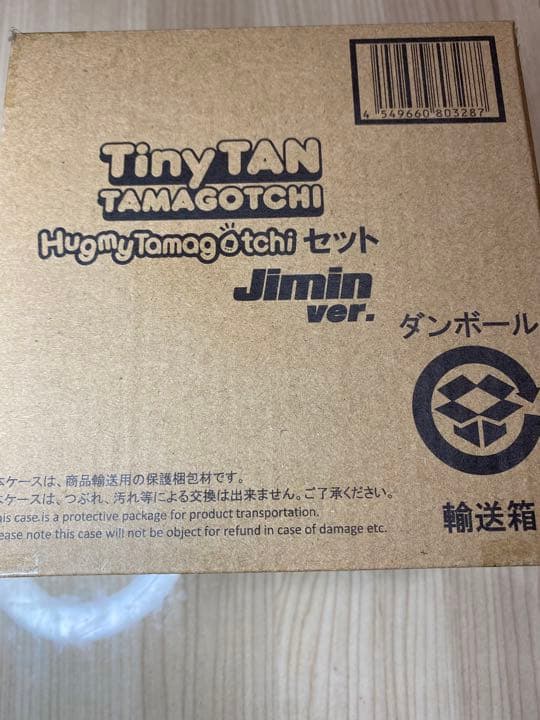 4 549660 803287
TinyTAN
TAMAGOTCHI
HugmyTamagotchi セット
Jimin
ver.
ダンボール
本ケースは、商品輸送用の保護梱包材です。
本ケースは、つぶれ、汚れ等による交換は出来ません。ご了承ください。
his case is a protective package for product transportation.
ease note this case will not be object for refund in case of damage etc.
輸送箱